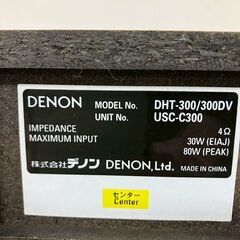 DENON MODEL No. DHT-300/300DV
UNIT No. USC-C300
IMPEDANCE 4Ω
MAXIMUM INPUT 30W (EIAJ)
80W (PEAK)
株式会社デノン DENON, Ltd. MADE IN CHINA
センター
Center